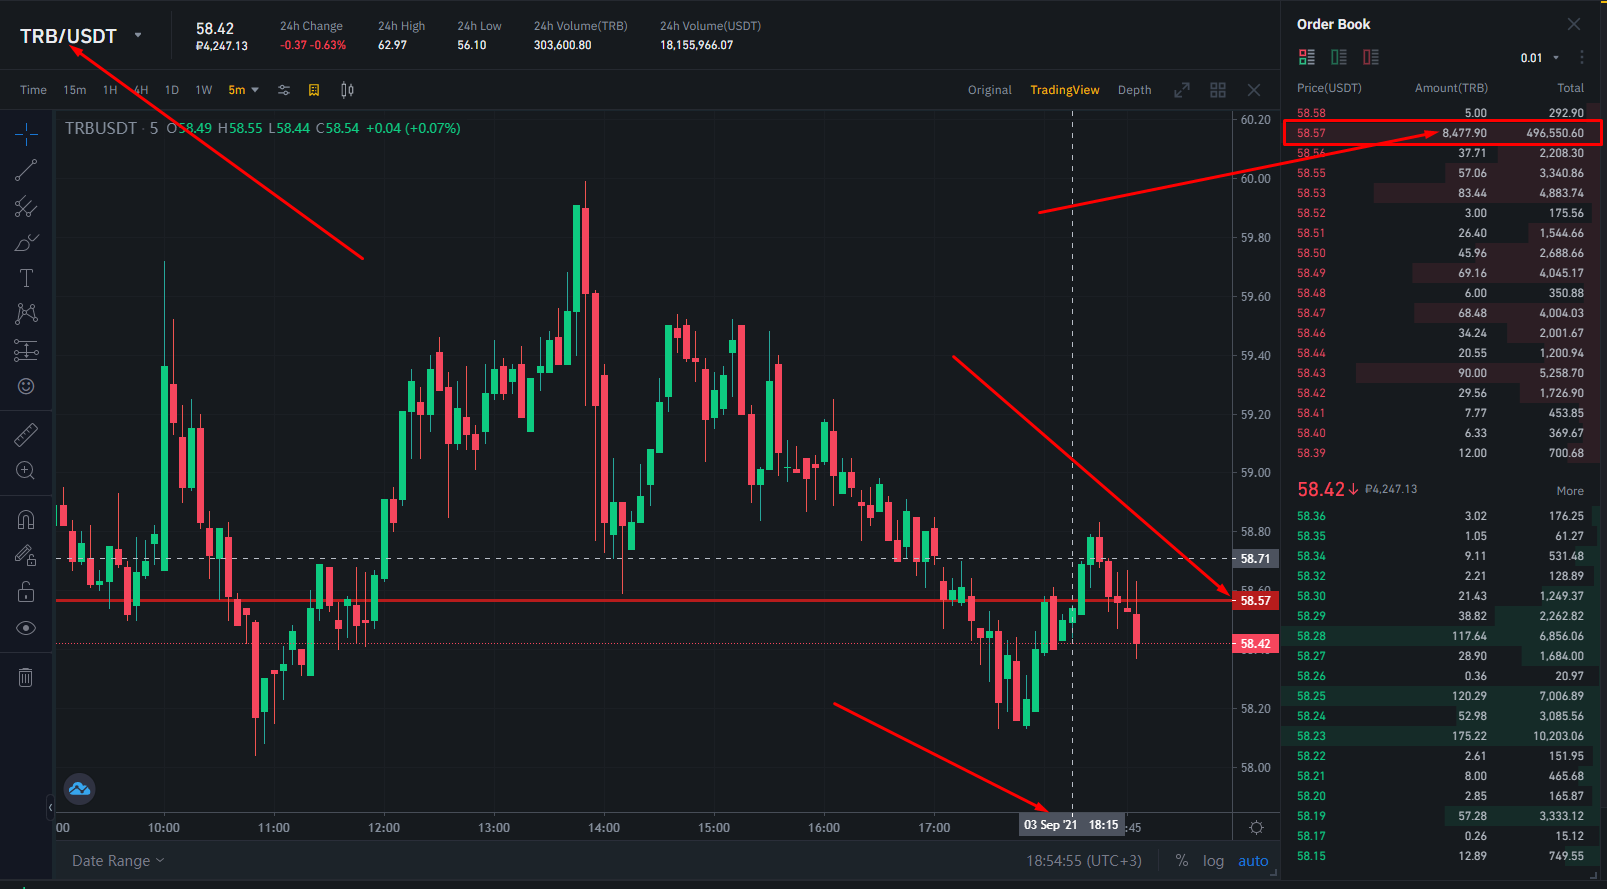 TRB/USDT
58.42
₽4,247.13
24h Change
-0.37 -0.63%
24h High
62.97
24h Low
56.10
24h Volume(TRB)
303,600.80
24h Volume(USDT)
18,155,966.07
Time 15m 1H 4H 1D 1W 5m
Original TradingView Depth
TRBUSDT · 5 O58.49 H58.55 L58.44 C58.54 +0.04 (+0.07%)
60.20
60.00
59.80
59.60
59.40
59.20
59.00
58.80
58.71
58.60
58.57
58.42
58.20
58.00
00 10:00 11:00 12:00 13:00 14:00 15:00 16:00 17:00 03 Sep '21 18:15 :45
Date Range
18:54:55 (UTC+3) % log auto
Order Book
0.01
Price(USDT) Amount(TRB) Total
58.58 5.00 292.90
58.57 8,477.90 496,550.60
58.56 37.71 2,208.30
58.55 57.06 3,340.86
58.53 83.44 4,883.74
58.52 3.00 175.56
58.51 26.40 1,544.66
58.50 45.96 2,688.66
58.49 69.16 4,045.17
58.48 6.00 350.88
58.47 68.48 4,004.03
58.46 34.24 2,001.67
58.44 20.55 1,200.94
58.43 90.00 5,258.70
58.42 29.56 1,726.90
58.41 7.77 453.85
58.40 6.33 369.67
58.39 12.00 700.68
58.42↓ ₽4,247.13 More
58.36 3.02 176.25
58.35 1.05 61.27
58.34 9.11 531.48
58.32 2.21 128.89
58.30 21.43 1,249.37
58.29 38.82 2,262.82
58.28 117.64 6,856.06
58.27 28.90 1,684.00
58.26 0.36 20.97
58.25 120.29 7,006.89
58.24 52.98 3,085.56
58.23 175.22 10,203.06
58.22 2.61 151.95
58.21 8.00 465.68
58.20 2.85 165.87
58.19 57.28 3,333.12
58.17 0.26 15.12
58.15 12.89 749.55